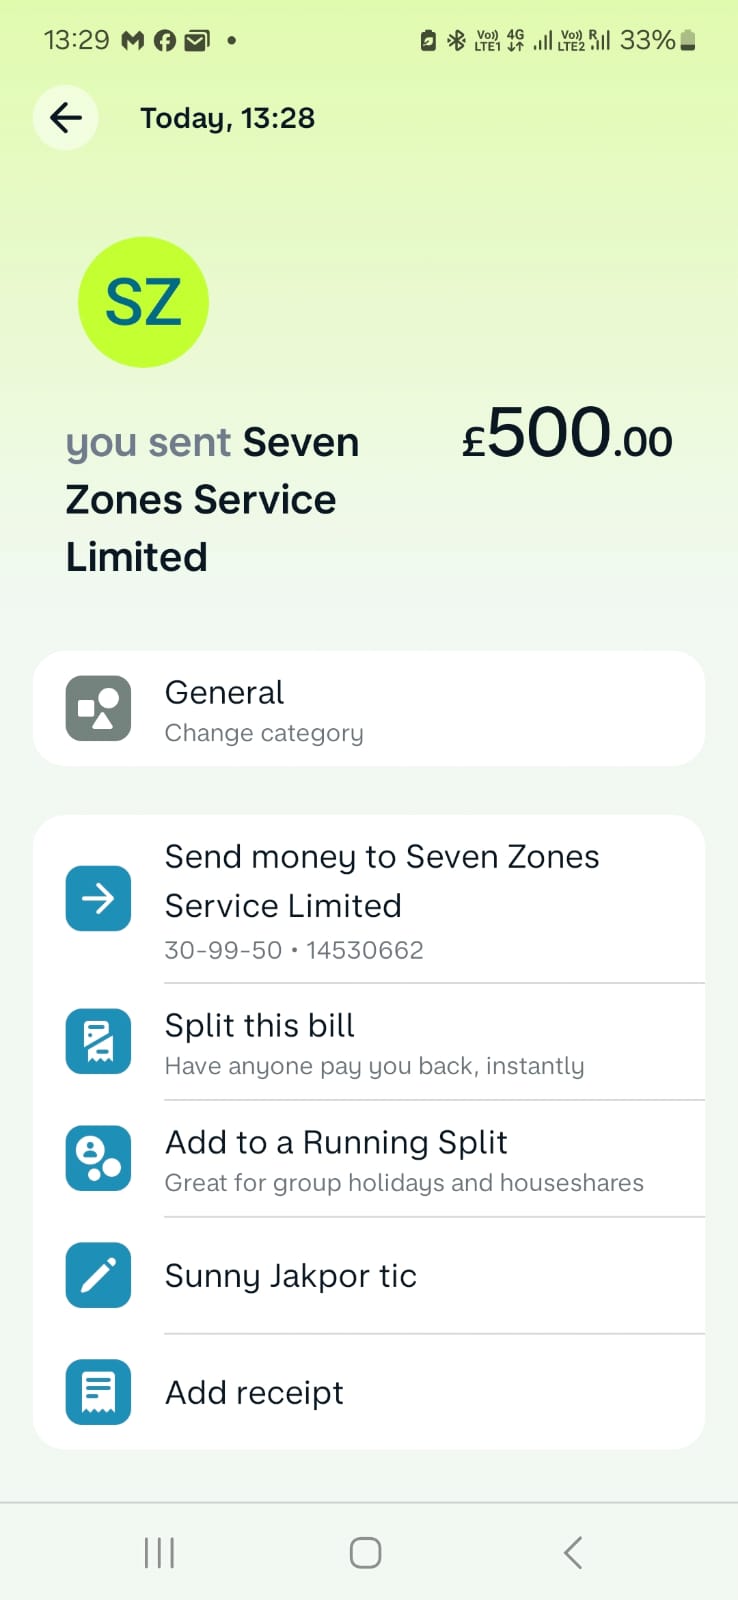 13:29 Vo)) LTE1 4G Vo)) LTE2 R 33%
Today, 13:28
SZ
you sent Seven £500.00
Zones Service
Limited
General
Change category
Send money to Seven Zones
Service Limited
30-99-50 • 14530662
Split this bill
Have anyone pay you back, instantly
Add to a Running Split
Great for group holidays and houseshares
Sunny Jakpor tic
Add receipt